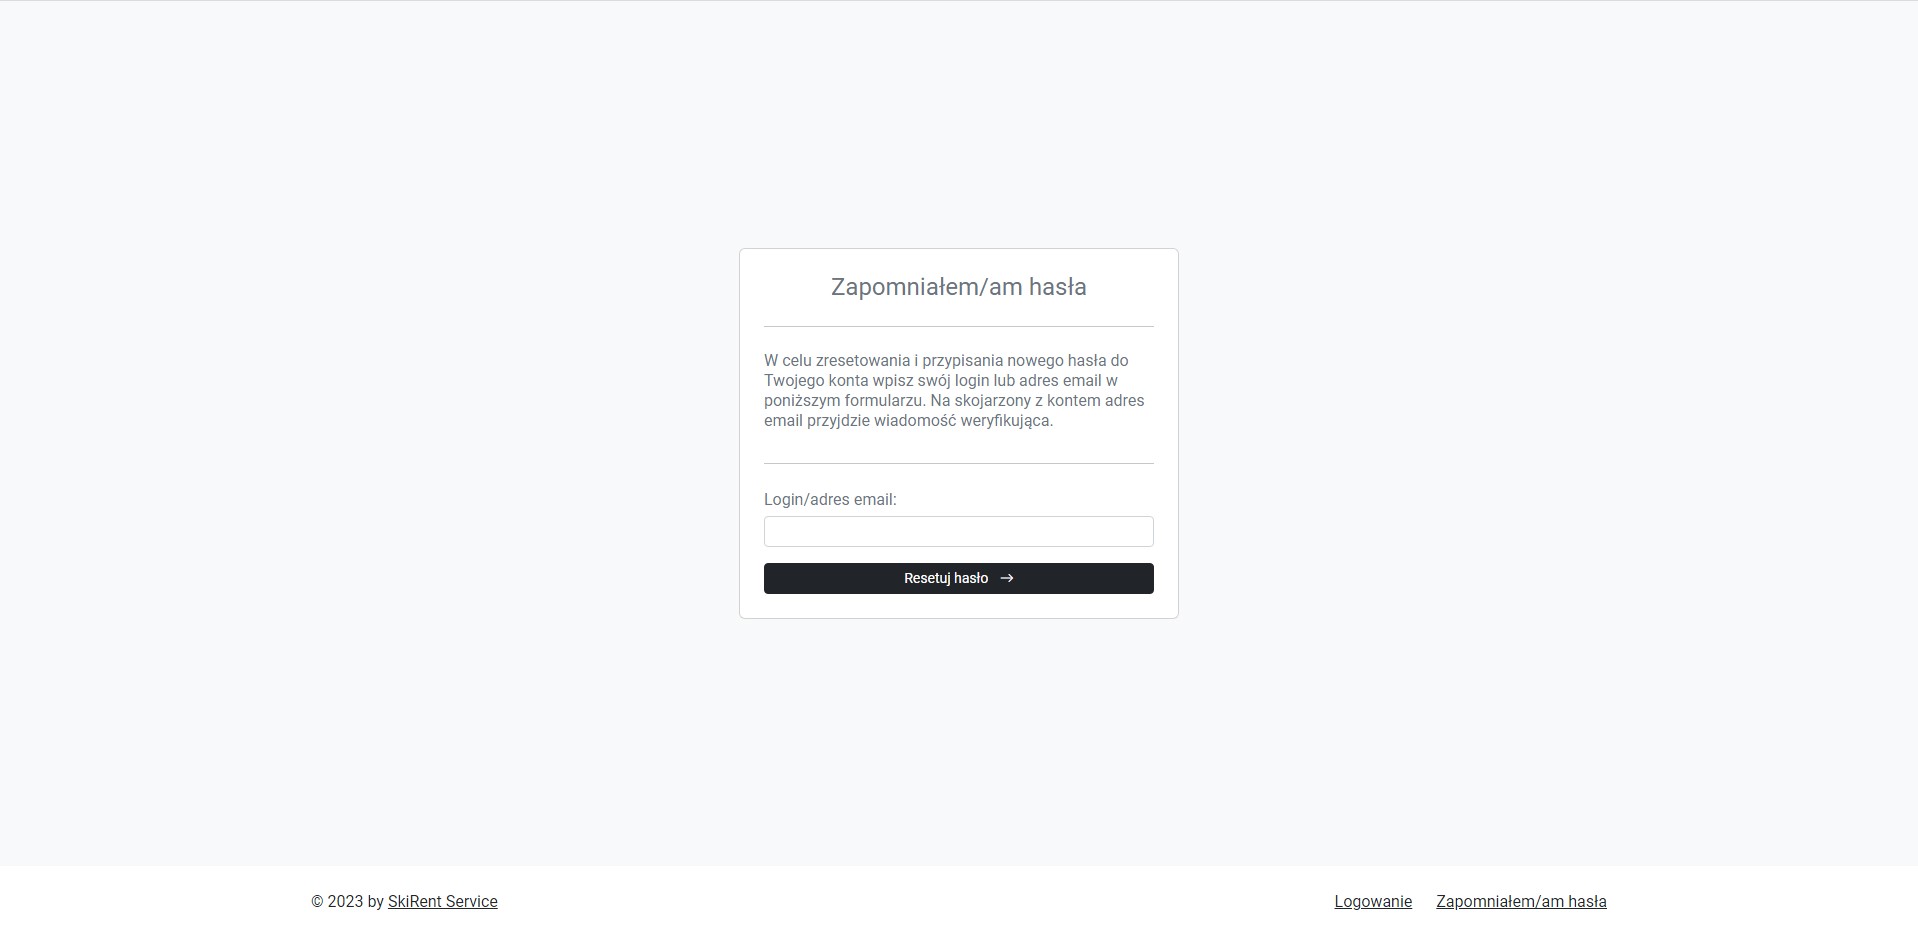 Zapomniałem/am hasła
W celu zresetowania i przypisania nowego hasła do
Twojego konta wpisz swój login lub adres email w
poniższym formularzu. Na skojarzony z kontem adres
email przyjdzie wiadomość weryfikująca.
Login/adres email:
Resetuj hasło →
© 2023 by SkiRent Service
Logowanie Zapomniałem/am hasła